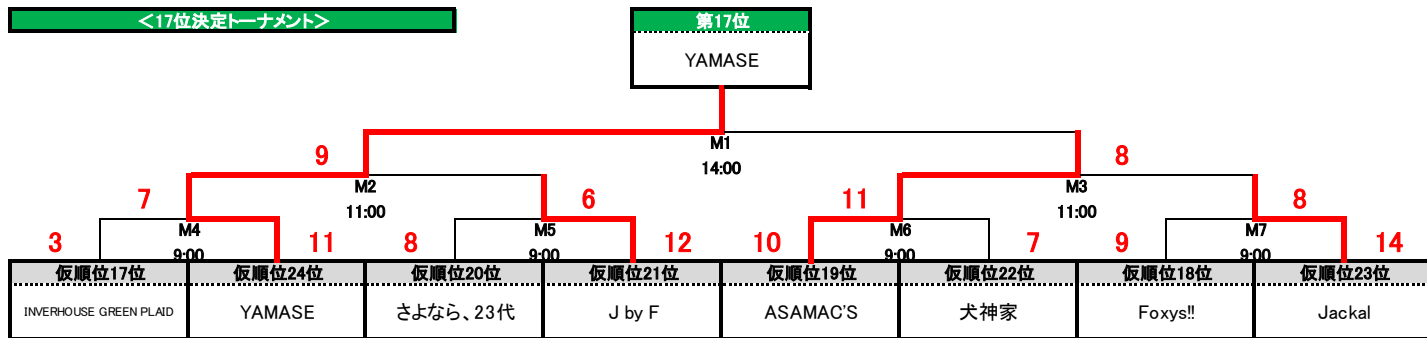 <17位決定トーナメント>
第17位
YAMASE
M1
14:00
9
8
M2
11:00
M3
11:00
7
6
11
8
M4
9:00
M5
9:00
M6
9:00
M7
9:00
3
11
8
12
10
7
9
14
仮順位17位
仮順位24位
仮順位20位
仮順位21位
仮順位19位
仮順位22位
仮順位18位
仮順位23位
INVERHOUSE GREEN PLAID
YAMASE
さよなら、23代
J by F
ASAMAC'S
犬神家
Foxys!!
Jackal